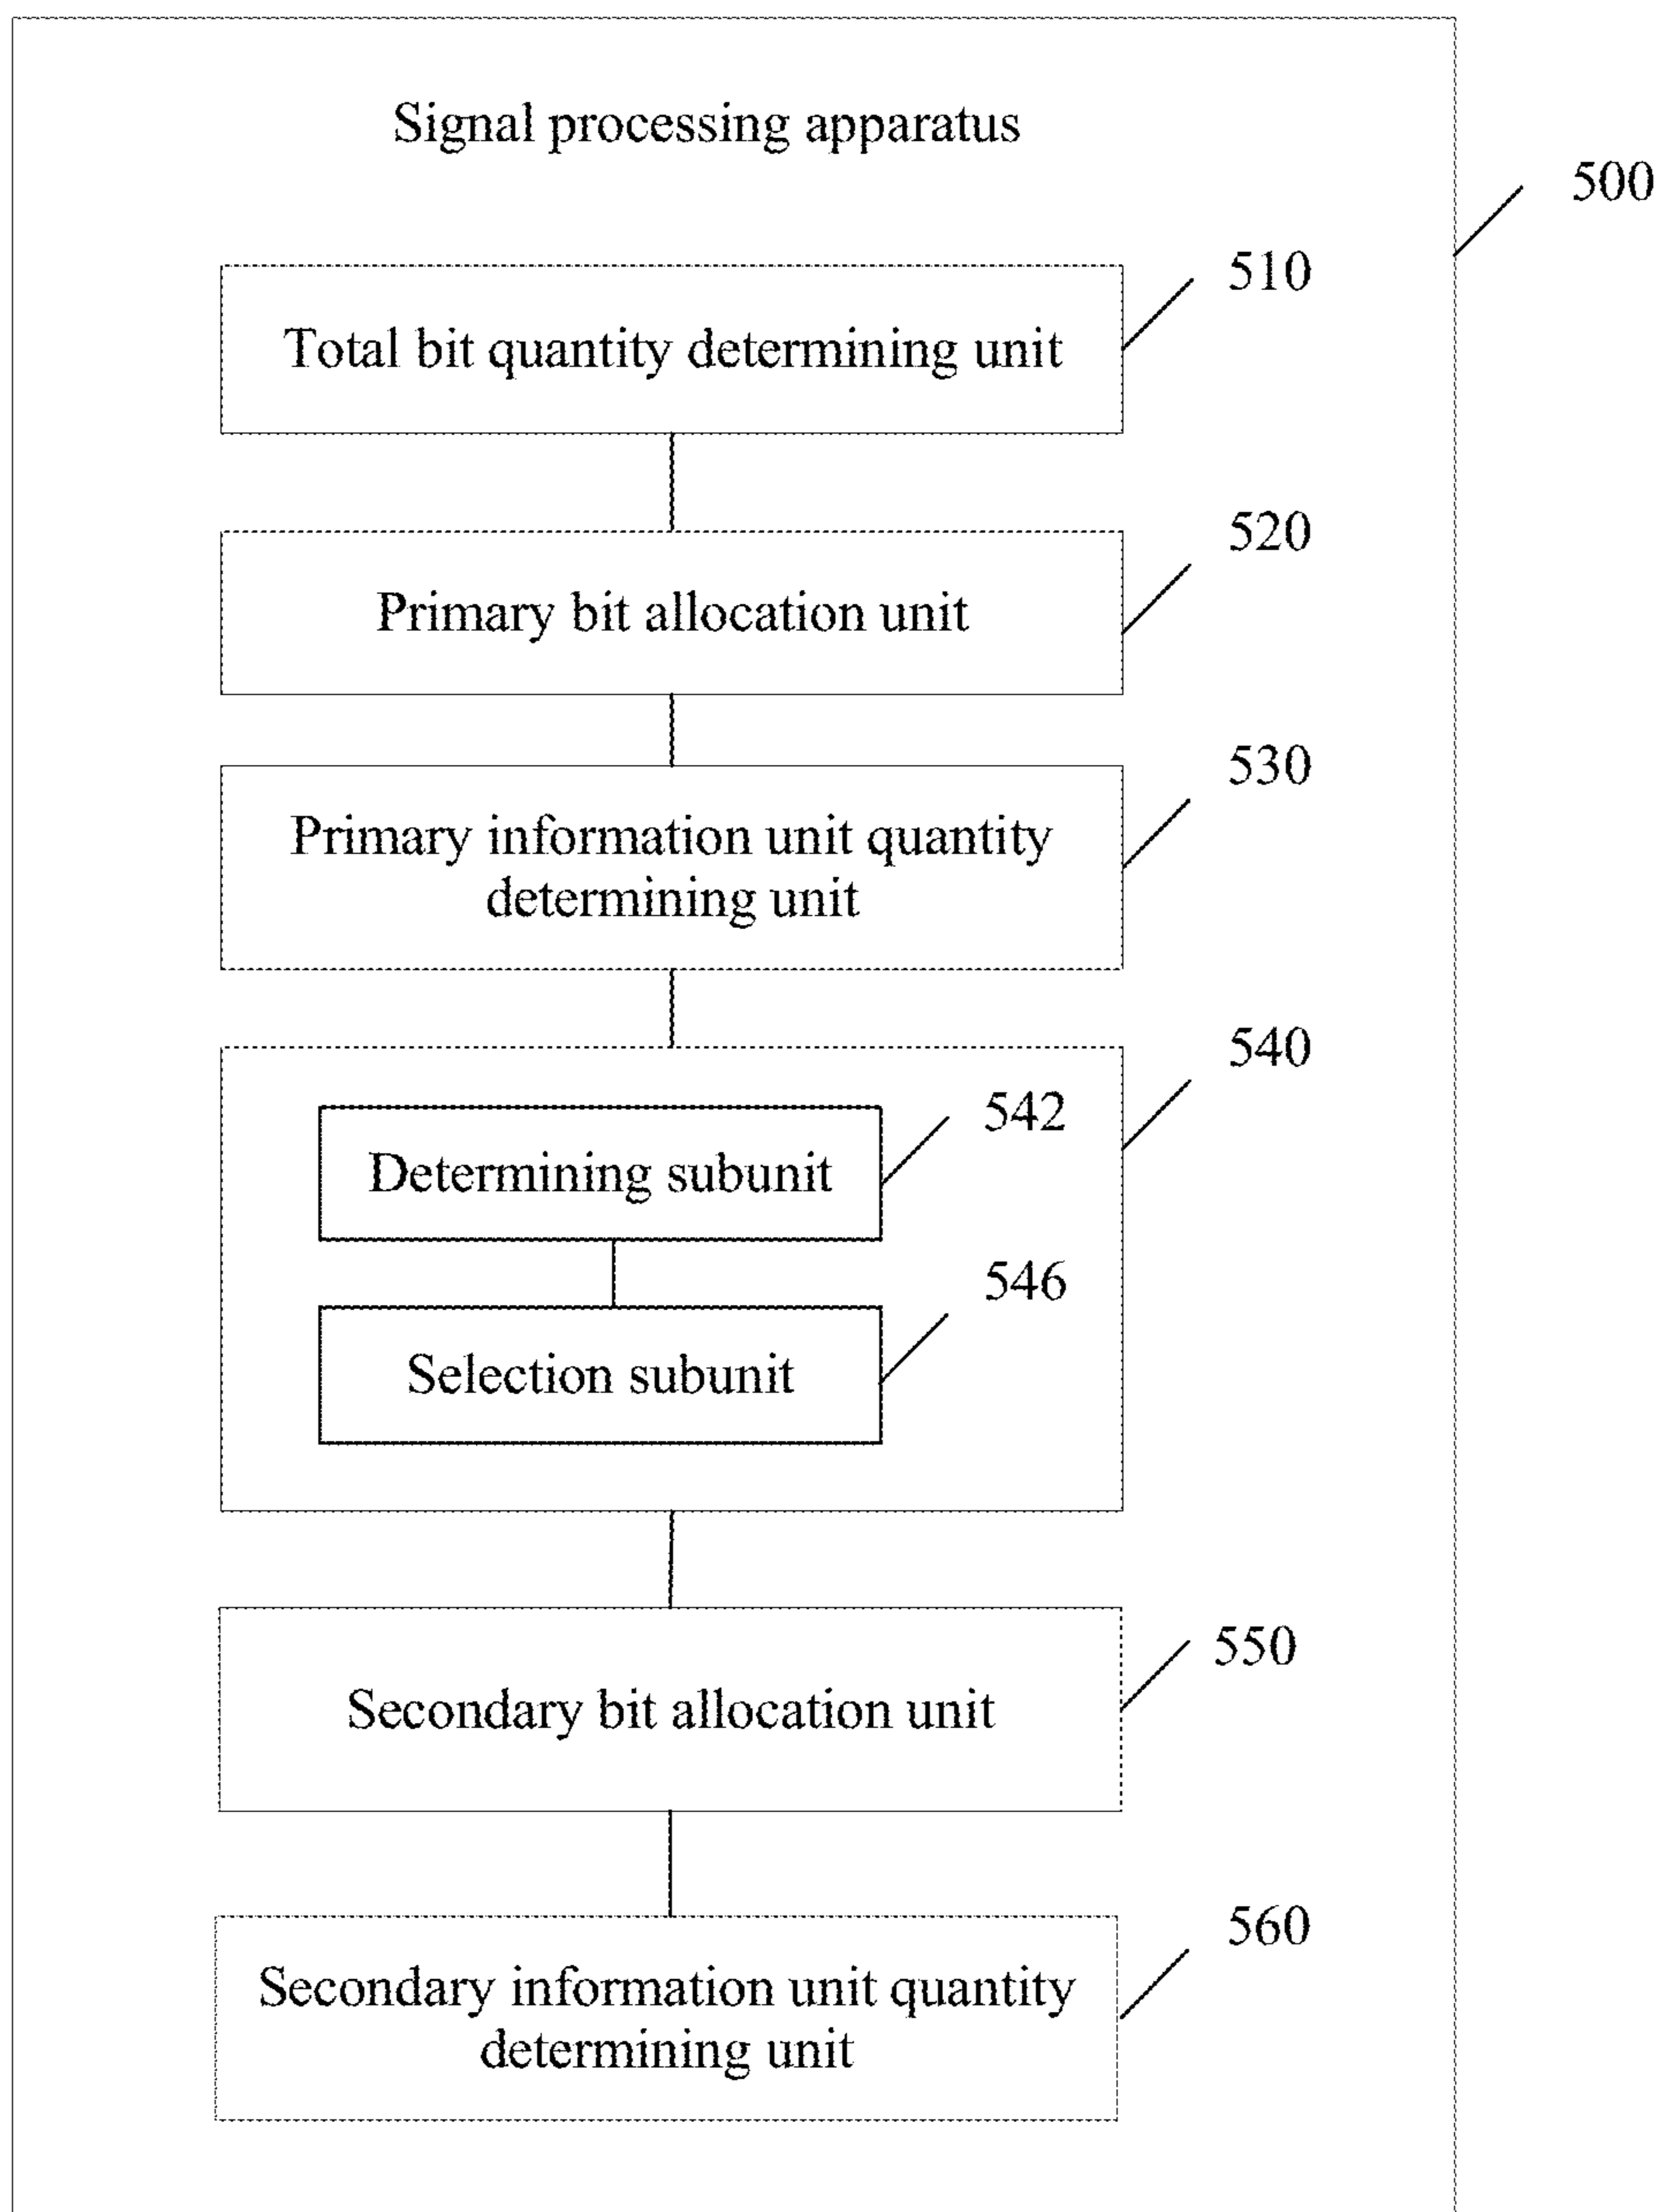 Signal processing apparatus
500
510
Total bit quantity determining unit
520
Primary bit allocation unit
530
Primary information unit quantity
determining unit
540
542
Determining subunit
546
Selection subunit
550
Secondary bit allocation unit
560
Secondary information unit quantity
determining unit